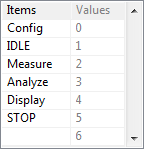 Items Values
Config 0
IDLE 1
Measure 2
Analyze 3
Display 4
STOP 5
6